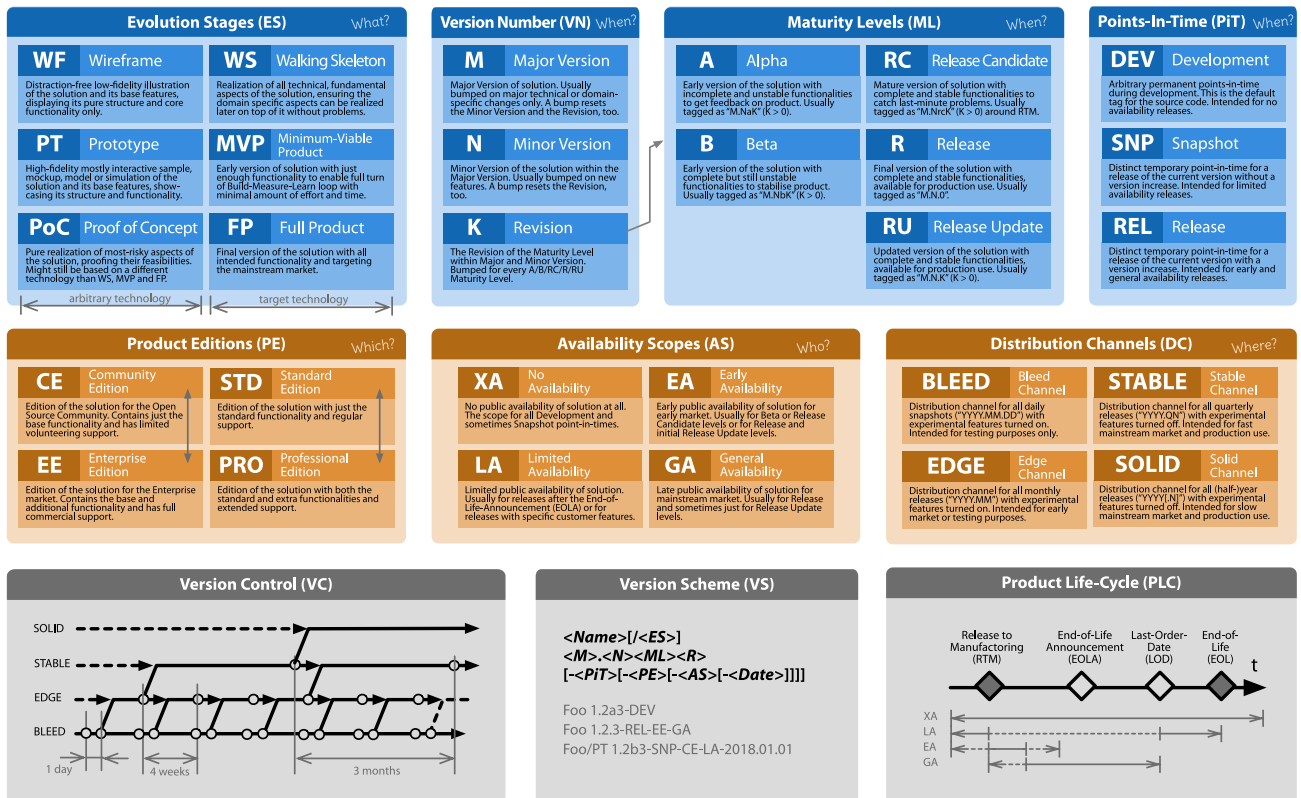 Evolution Stages (ES)
What?
WF
Wireframe
Distraction-free low-fidelity illustration
of the solution and its base features,
displaying its pure structure and core
functionality only.
WS
Walking Skeleton
Realization of all technical, fundamental
aspects of the solution, ensuring the
domain specific aspects can be realized
later on top of it without problems.
PT
Prototype
High-fidelity mostly interactive sample,
mockup, model or simulation of the
solution and its base features, show-
casing its structure and functionality.
MVP
Minimum-Viable
Product
Early version of solution with just
enough functionality to enable full turn
of Build-Measure-Learn loop with
minimal amount of effort and time.
PoC
Proof of Concept
Pure realization of most-risky aspects of
the solution, proofing their feasibilities.
Might still be based on a different
technology than WS, MVP and FP.
FP
Full Product
Final version of the solution with all
intended functionality and targeting
the mainstream market.
arbitrary technology
target technology
Version Number (VN)
When?
M
Major Version
Major Version of solution. Usually
bumped on major technical or domain-
specific changes only. A bump resets
the Minor Version and the Revision, too.
N
Minor Version
Minor Version of the solution within the
Major Version. Usually bumped on new
features. A bump resets the Revision,
too.
K
Revision
The Revision of the Maturity Level
within Major and Minor Version.
Bumped for every A/B/RC/R/RU
Maturity Level.
Maturity Levels (ML)
When?
A
Alpha
Early version of the solution with
incomplete and unstable functionalities
to get feedback on product. Usually
tagged as “M.NaK” (K > 0).
RC
Release Candidate
Mature version of solution with
complete and stable functionalities to
catch last-minute problems. Usually
tagged as “M.NrcK” (K > 0) around RTM.
B
Beta
Early version of the solution with
complete but still unstable
functionalities to stabilise product.
Usually tagged as “M.NbK” (K > 0).
R
Release
Final version of the solution with
complete and stable functionalities,
available for production use. Usually
tagged as “M.N.0”.
RU
Release Update
Updated version of the solution with
complete and stable functionalities,
available for production use. Usually
tagged as “M.N.K” (K > 0).
Points-In-Time (PiT)
When?
DEV
Development
Arbitrary permanent points-in-time
during development. This is the default
tag for the source code. Intended for no
availability releases.
SNP
Snapshot
Distinct temporary point-in-time for a
release of the current version without a
version increase. Intended for limited
availability releases.
REL
Release
Distinct temporary point-in-time for a
release of the current version with a
version increase. Intended for early and
general availability releases.
Product Editions (PE)
Which?
CE
Community
Edition
Edition of the solution for the Open
Source Community. Contains just the
base functionality and has limited
volunteering support.
STD
Standard
Edition
Edition of the solution with just the
standard functionality and regular
support.
EE
Enterprise
Edition
Edition of the solution for the Enterprise
market. Contains the base and
additional functionality and has full
commercial support.
PRO
Professional
Edition
Edition of the solution with both the
standard and extra functionalities and
extended support.
Availability Scopes (AS)
Who?
XA
No
Availability
No public availability of solution at all.
The scope for all Development and
sometimes Snapshot point-in-times.
EA
Early
Availability
Early public availability of solution for
early market. Usually for Beta or Release
Candidate levels or for Release and
initial Release Update levels.
LA
Limited
Availability
Limited public availability of solution.
Usually for releases after the End-of-
Life-Announcement (EOLA) or for
releases with specific customer features.
GA
General
Availability
Late public availability of solution for
mainstream market. Usually for Release
and sometimes just for Release Update
levels.
Distribution Channels (DC)
Where?
BLEED
Bleed
Channel
Distribution channel for all daily
snapshots (“YYYY.MM.DD”) with
experimental features turned on.
Intended for testing purposes only.
STABLE
Stable
Channel
Distribution channel for all quarterly
releases (“YYYY.QN”) with experimental
features turned off. Intended for fast
mainstream market and production use.
EDGE
Edge
Channel
Distribution channel for all monthly
releases (“YYYY.MM”) with experimental
features turned on. Intended for early
market or testing purposes.
SOLID
Solid
Channel
Distribution channel for all (half-)year
releases (“YYYY[.N]”) with experimental
features turned off. Intended for slow
mainstream market and production use.
Version Control (VC)
SOLID
STABLE
EDGE
BLEED
1 day
4 weeks
3 months
Version Scheme (VS)
<Name>[/<ES>]
<M>.<N><ML><R>
[-<PiT>[-<PE>[-<AS>[-<Date>]]]]
Foo 1.2a3-DEV
Foo 1.2.3-REL-EE-GA
Foo/PT 1.2b3-SNP-CE-LA-2018.01.01
Product Life-Cycle (PLC)
Release to
Manufactoring
(RTM)
End-of-Life
Announcement
(EOLA)
Last-Order-
Date
(LOD)
End-of-
Life
(EOL)
t
XA
LA
EA
GA